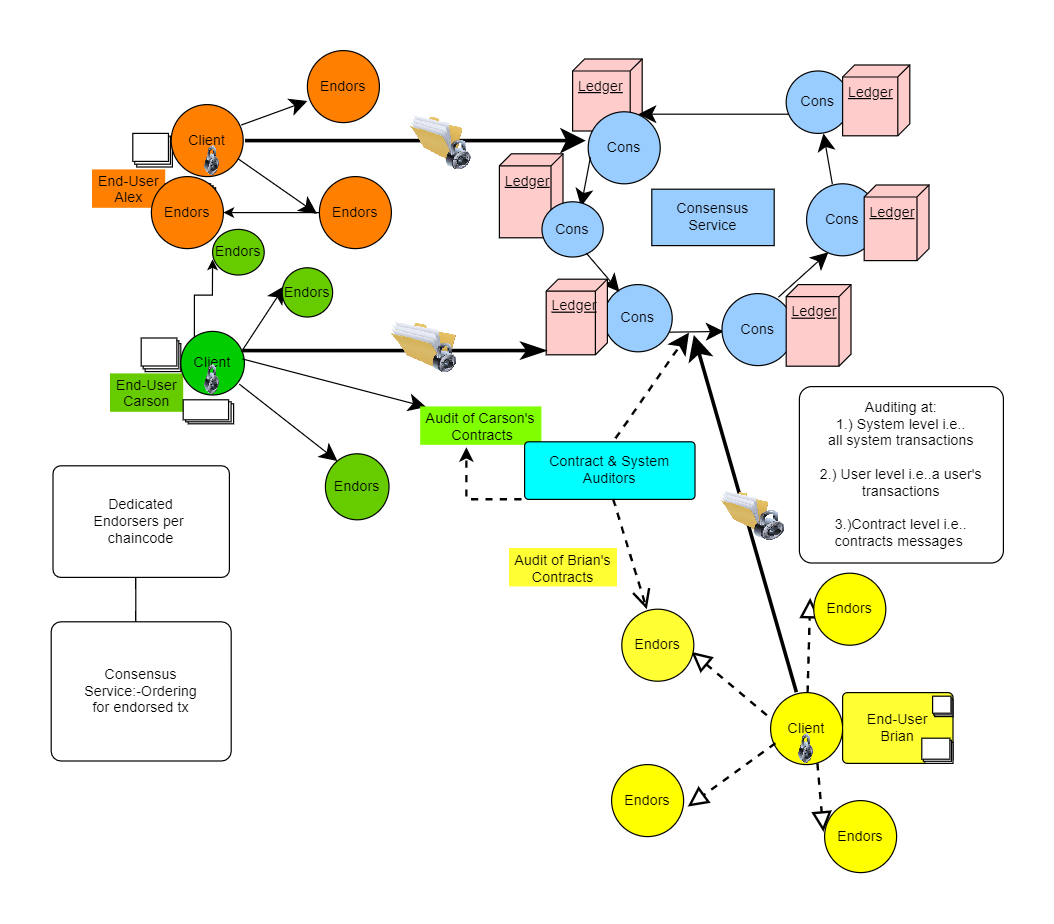 Endors
Client
End-User
Alex
Endors
Endors
Endors
Endors
Client
End-User
Carson
Endors
Ledger
Cons
Ledger
Cons
Ledger
Cons
Cons
Ledger
Cons
Ledger
Cons
Ledger
Consensus
Service
Audit of Carson's
Contracts
Contract & System
Auditors
Audit of Brian's
Contracts
Auditing at:
1.) System level i.e..
all system transactions
2.) User level i.e..a user's
transactions
3.)Contract level i.e..
contracts messages
Dedicated
Endorsers per
chaincode
Consensus
Service:-Ordering
for endorsed tx
Endors
Endors
Client
End-User
Brian
Endors
Endors